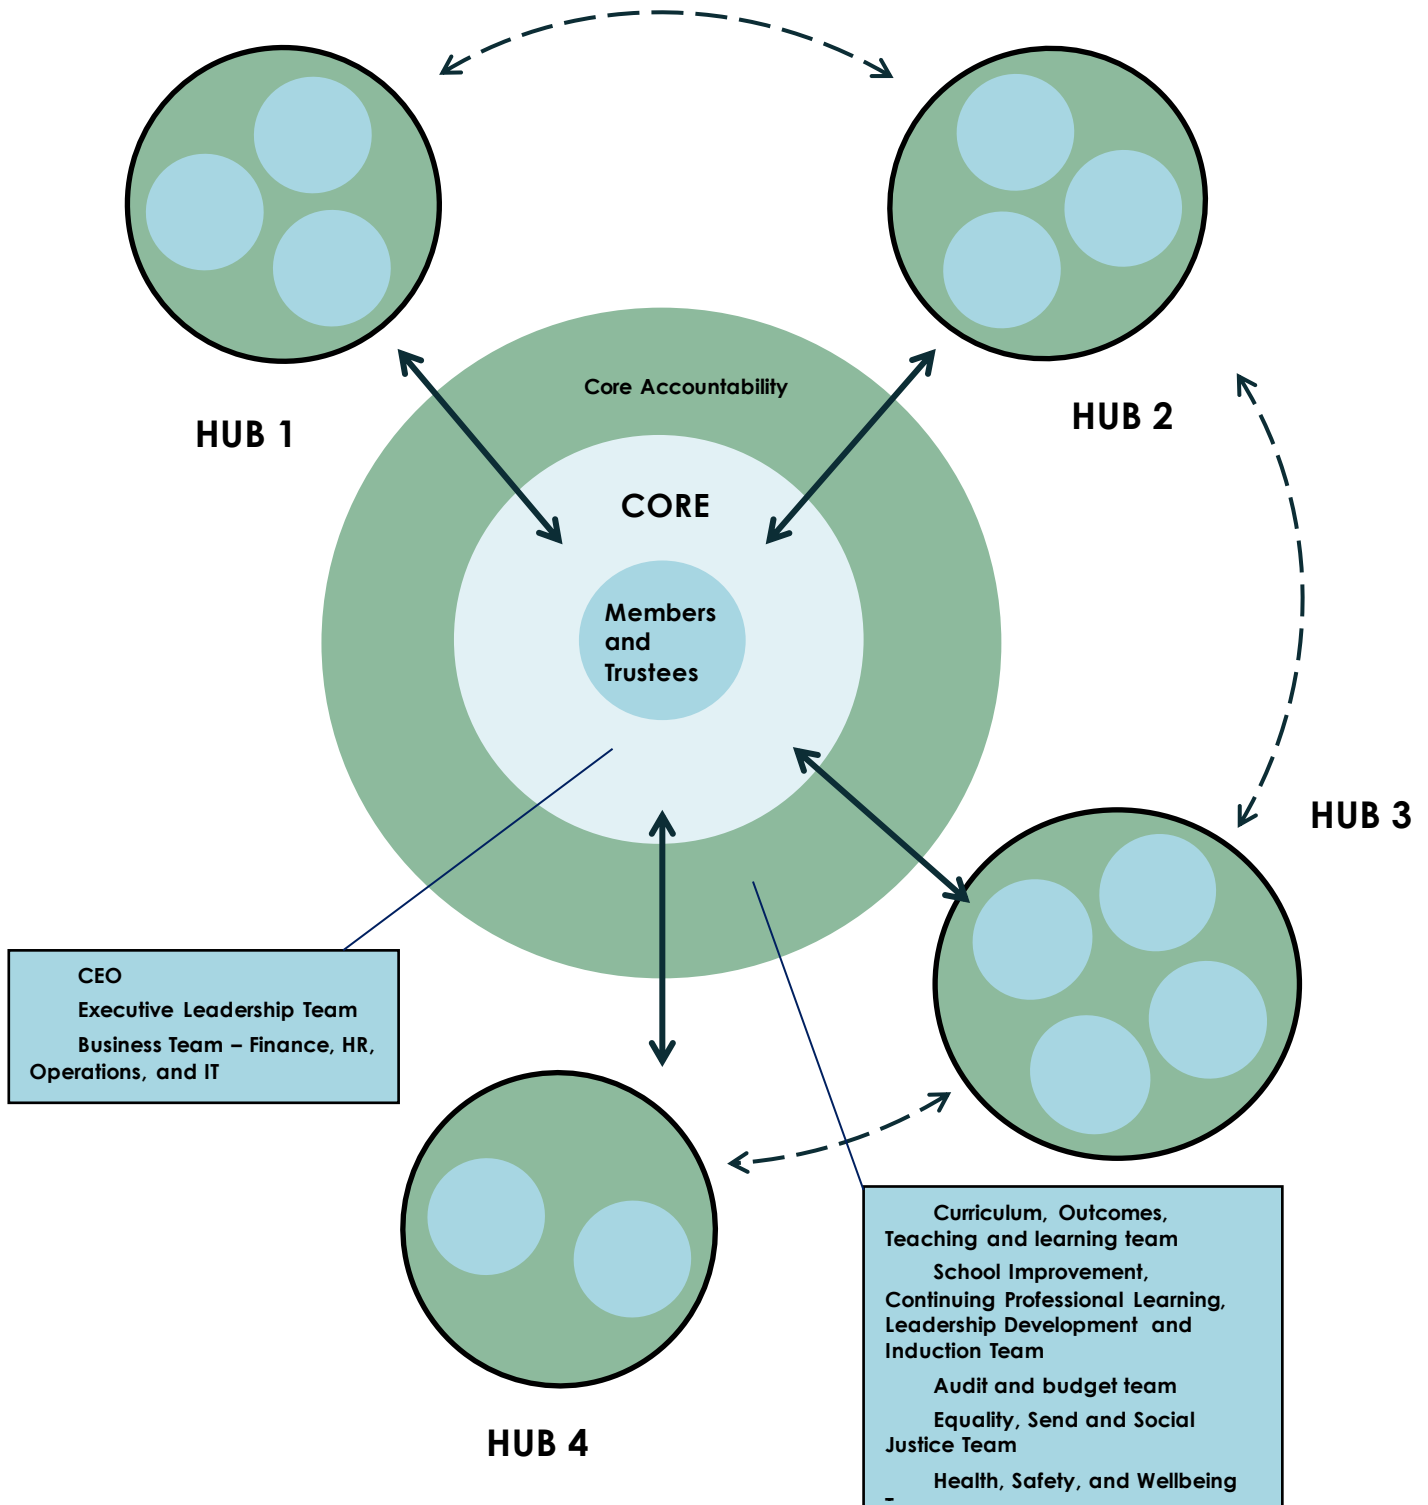 Core Accountability
HUB 1
HUB 2
CORE
Members
and
Trustees
HUB 3
CEO
Executive Leadership Team
Business Team – Finance, HR,
Operations, and IT
Curriculum, Outcomes,
Teaching and learning team
School Improvement,
Continuing Professional Learning,
Leadership Development and
Induction Team
Audit and budget team
Equality, Send and Social
Justice Team
Health, Safety, and Wellbeing
HUB 4